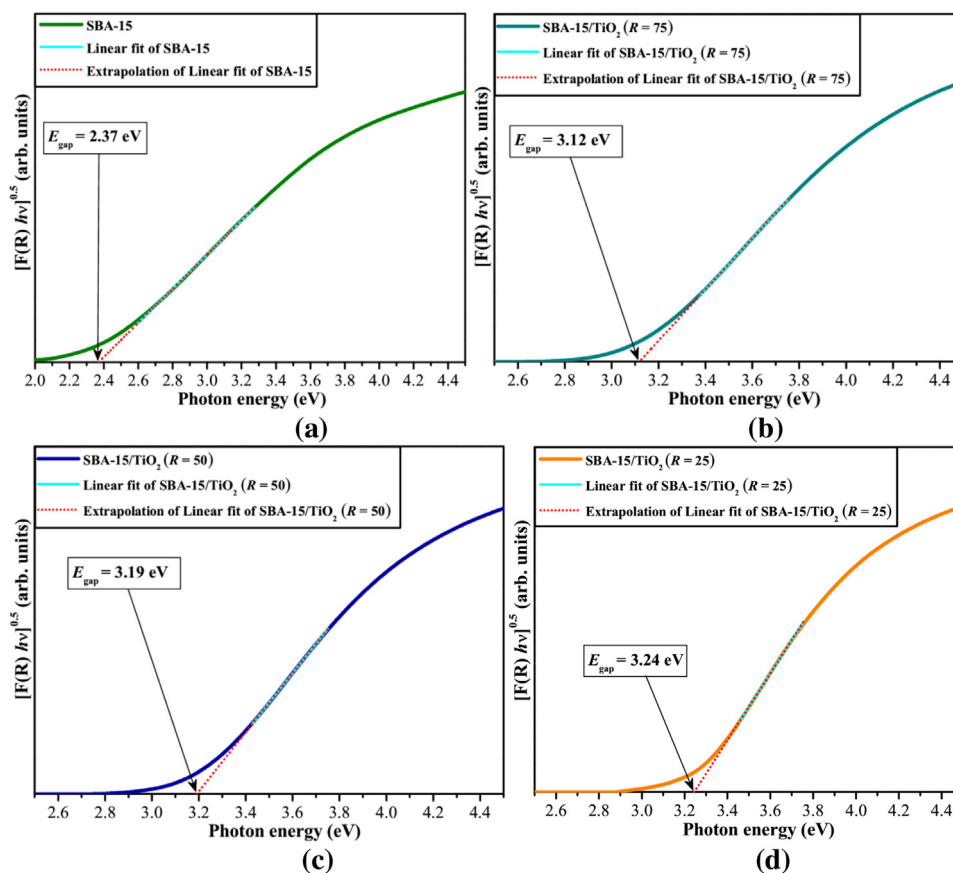 SBA-15
Linear fit of SBA-15
Extrapolation of Linear fit of SBA-15
E_gap = 2.37 eV
[F(R) hν]^0.5 (arb. units)
2.0 2.2 2.4 2.6 2.8 3.0 3.2 3.4 3.6 3.8 4.0 4.2 4.4
Photon energy (eV)
(a)
SBA-15/TiO₂ (R = 75)
Linear fit of SBA-15/TiO₂ (R = 75)
Extrapolation of Linear fit of SBA-15/TiO₂ (R = 75)
E_gap = 3.12 eV
[F(R) hν]^0.5 (arb. units)
2.6 2.8 3.0 3.2 3.4 3.6 3.8 4.0 4.2 4.4
Photon energy (eV)
(b)
SBA-15/TiO₂ (R = 50)
Linear fit of SBA-15/TiO₂ (R = 50)
Extrapolation of Linear fit of SBA-15/TiO₂ (R = 50)
E_gap = 3.19 eV
[F(R) hν]^0.5 (arb. units)
2.6 2.8 3.0 3.2 3.4 3.6 3.8 4.0 4.2 4.4
Photon energy (eV)
(c)
SBA-15/TiO₂ (R = 25)
Linear fit of SBA-15/TiO₂ (R = 25)
Extrapolation of Linear fit of SBA-15/TiO₂ (R = 25)
E_gap = 3.24 eV
[F(R) hν]^0.5 (arb. units)
2.6 2.8 3.0 3.2 3.4 3.6 3.8 4.0 4.2 4.4
Photon energy (eV)
(d)